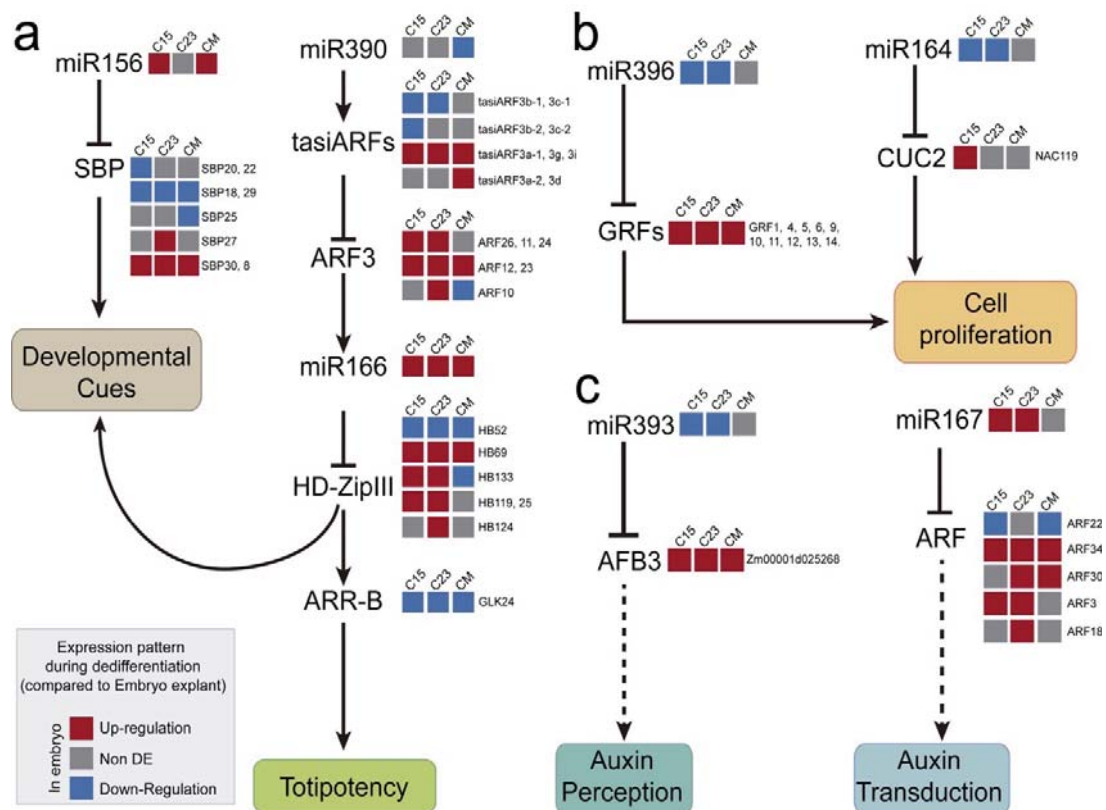 a
miR156
C15 C23 CM
SBP
C15 C23 CM
SBP20, 22
SBP18, 29
SBP25
SBP27
SBP30, 8
Developmental
Cues
miR390
C15 C23 CM
tasiARFs
C15 C23 CM
tasiARF3b-1, 3c-1
tasiARF3b-2, 3c-2
tasiARF3a-1, 3g, 3i
tasiARF3a-2, 3d
ARF3
C15 C23 CM
ARF26, 11, 24
ARF12, 23
ARF10
miR166
C15 C23 CM
HD-ZipIII
C15 C23 CM
HB52
HB69
HB133
HB119, 25
HB124
ARR-B
C15 C23 CM
GLK24
Totipotency
Expression pattern
during dedifferentiation
(compared to Embryo explant)
In embryo
Up-regulation
Non DE
Down-Regulation
b
miR396
C15 C23 CM
GRFs
C15 C23 CM
GRF1, 4, 5, 6, 9,
10, 11, 12, 13, 14.
miR164
C15 C23 CM
CUC2
C15 C23 CM
NAC119
Cell
proliferation
c
miR393
C15 C23 CM
AFB3
C15 C23 CM
Zm00001d025268
Auxin
Perception
miR167
C15 C23 CM
ARF
C15 C23 CM
ARF22
ARF34
ARF30
ARF3
ARF18
Auxin
Transduction